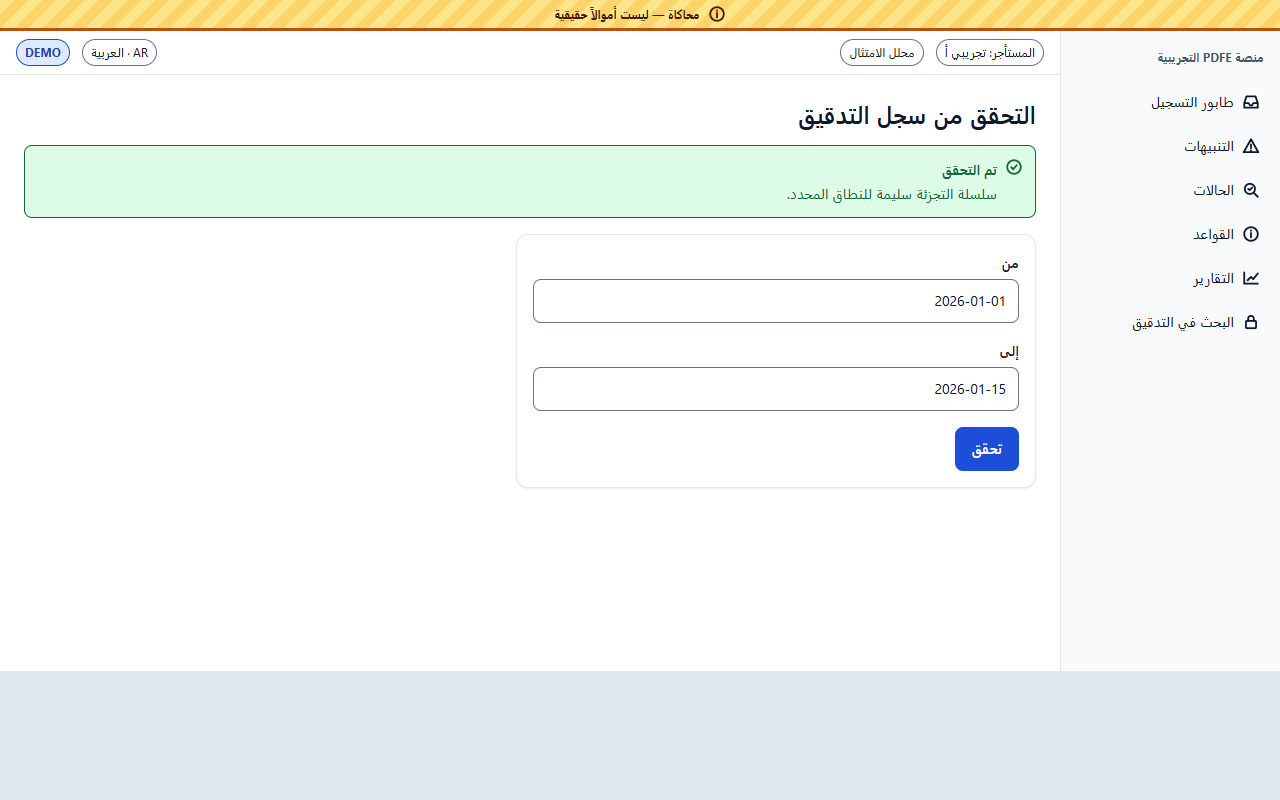 محاكاة — ليست أموالاً حقيقية
منصة PDFE التجريبية
طابور التسجيل
التنبيهات
الحالات
القواعد
التقارير
البحث في التدقيق
المستأجر: تجريبي أ
محلل الامتثال
AR · العربية
DEMO
التحقق من سجل التدقيق
تم التحقق
سلسلة التجزئة سليمة للنطاق المحدد.
من
2026-01-01
إلى
2026-01-15
تحقق